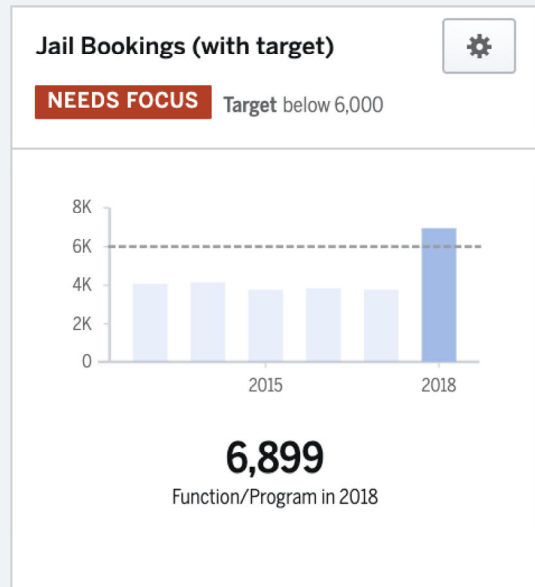 Jail Bookings (with target)
NEEDS FOCUS Target below 6,000
8K
6K
4K
2K
0
2015 2018
6,899
Function/Program in 2018